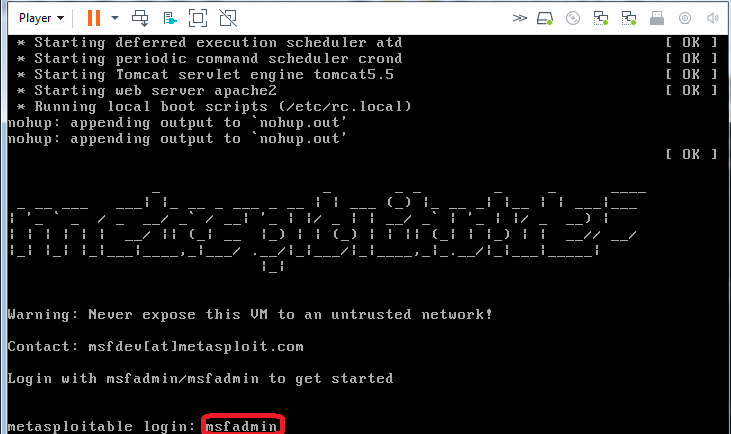 Player
* Starting deferred execution scheduler atd [ OK ]
* Starting periodic command scheduler crond [ OK ]
* Starting Tomcat servlet engine tomcat5.5 [ OK ]
* Starting web server apache2 [ OK ]
* Running local boot scripts (/etc/rc.local)
nohup: appending output to `nohup.out'
nohup: appending output to `nohup.out'
[ OK ]
metasploitable2
Warning: Never expose this VM to an untrusted network!
Contact: msfdev[at]metasploit.com
Login with msfadmin/msfadmin to get started
metasploitable login: msfadmin